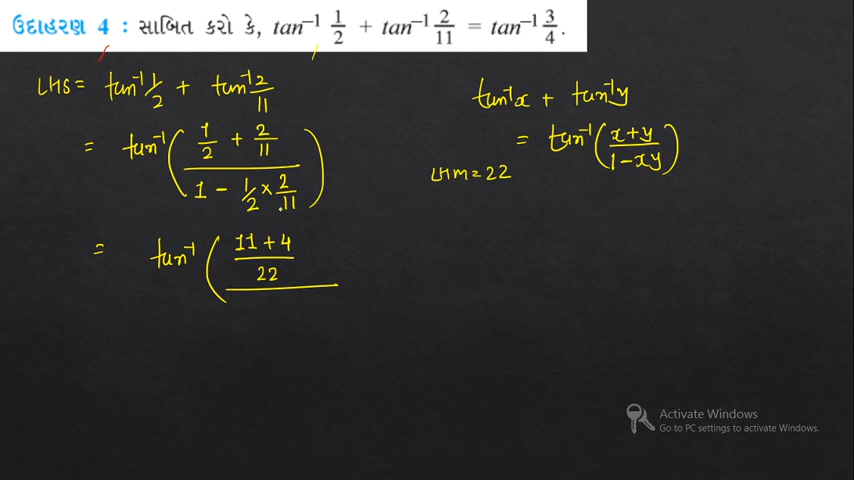 ઉદાહરણ 4 : સાબિત કરો કે, tan⁻¹ 1/2 + tan⁻¹ 2/11 = tan⁻¹ 3/4.
LHS = tan⁻¹ 1/2 + tan⁻¹ 2/11
= tan⁻¹ ( (1/2 + 2/11) / (1 - 1/2 × 2/11) )
= tan⁻¹ ( (11+4)/22
tan⁻¹x + tan⁻¹y
= tan⁻¹ ( (x+y)/(1-xy) )
LHM = 22
Activate Windows
Go to PC settings to activate Windows.